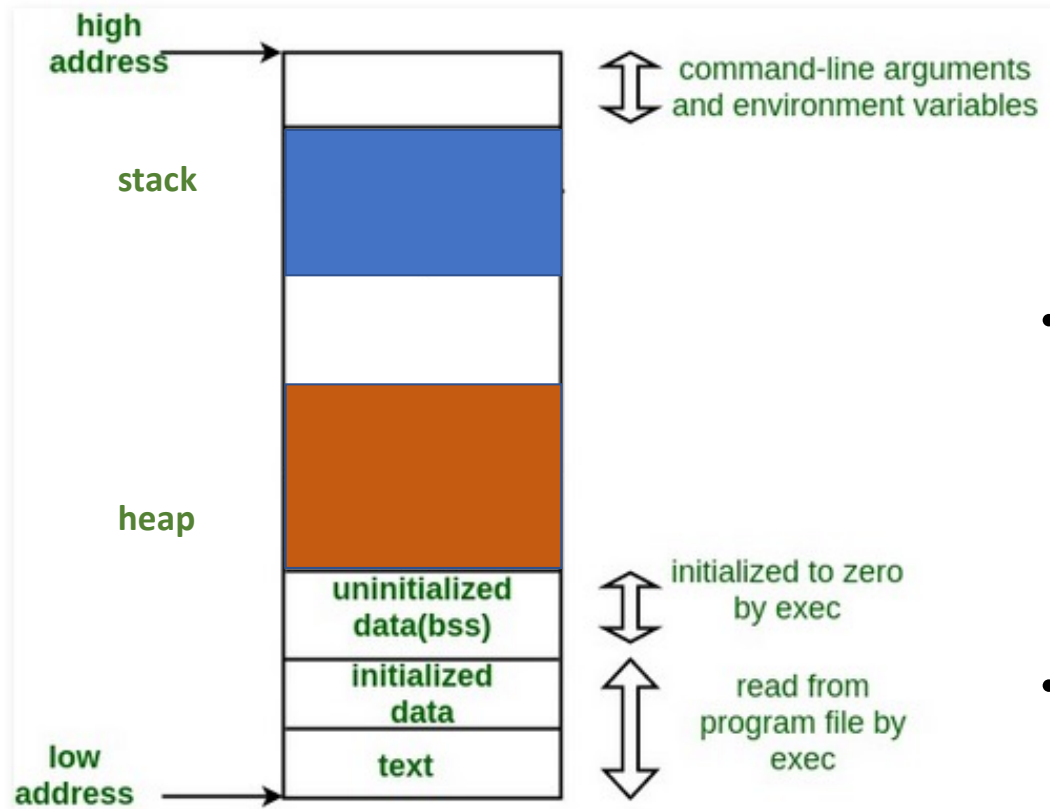 high
address
command-line arguments
and environment variables
stack
heap
uninitialized
data(bss)
initialized to zero
by exec
initialized
data
read from
program file by
exec
text
low
address